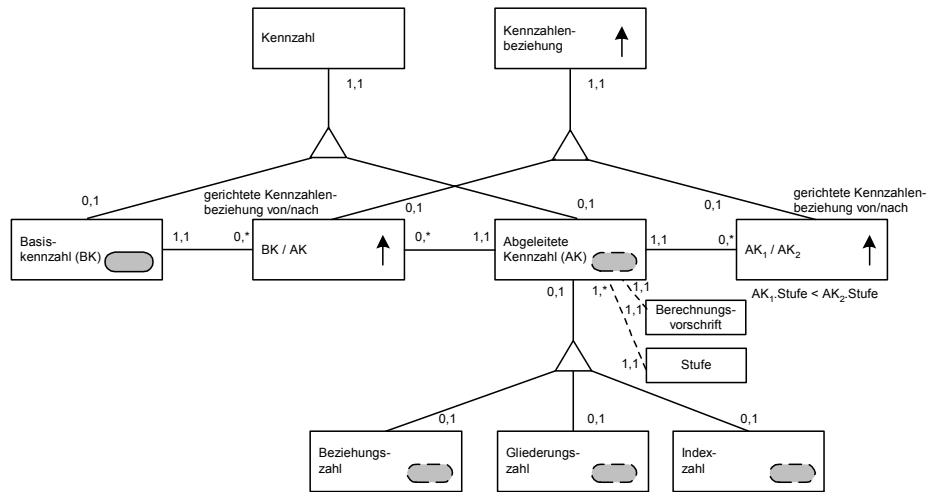 Kennzahl
Kennzahlen-
beziehung
1,1
1,1
0,1
gerichtete Kennzahlen-
beziehung von/nach
0,1
0,1
0,1
gerichtete Kennzahlen-
beziehung von/nach
Basis-
kennzahl (BK)
1,1
0,*
BK / AK
0,*
1,1
Abgeleitete
Kennzahl (AK)
1,1
0,*
AK1 / AK2
AK1.Stufe < AK2.Stufe
0,1
1,*
1,1
1,1
Berechnungs-
vorschrift
1,1
Stufe
0,1
0,1
0,1
Beziehungs-
zahl
Gliederungs-
zahl
Index-
zahl